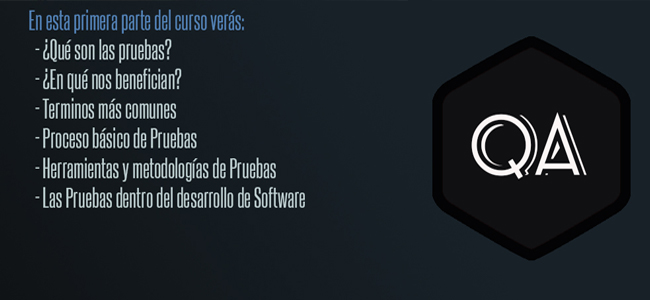 En esta primera parte del curso verás:
- ¿Qué son las pruebas?
- ¿En qué nos benefician?
- Terminos más comunes
- Proceso básico de Pruebas
- Herramientas y metodologías de Pruebas
- Las Pruebas dentro del desarrollo de Software
QA